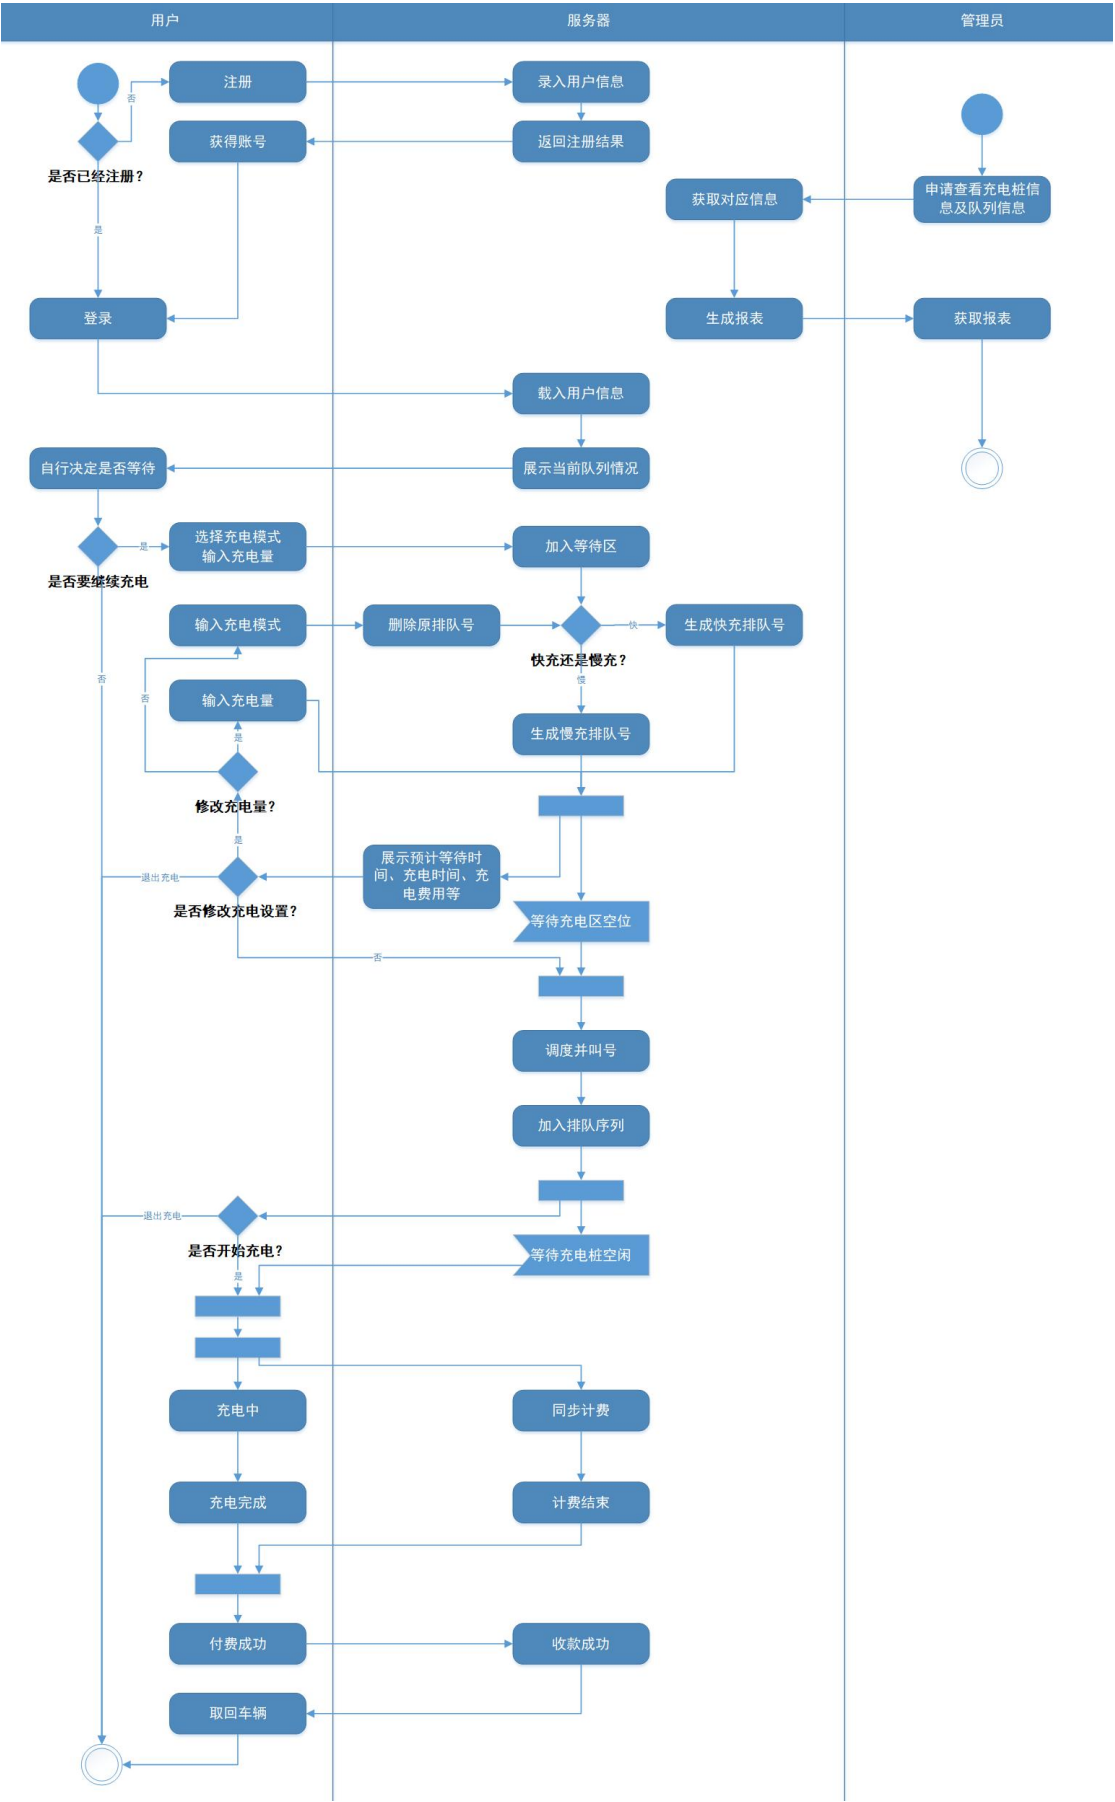 用户
服务器
管理员
注册
录入用户信息
否
获得账号
返回注册结果
是否已经注册？
申请查看充电桩信
息及队列信息
获取对应信息
是
登录
生成报表
获取报表
载入用户信息
自行决定是否等待
展示当前队列情况
选择充电模式
输入充电量
是
加入等待区
是否要继续充电
输入充电模式
删除原排队号
快
生成快充排队号
快充还是慢充？
否
慢
否
输入充电量
生成慢充排队号
是
修改充电量？
是
展示预计等待时
间、充电时间、充
电费用等
退出充电
是否修改充电设置？
等待充电区空位
否
调度并叫号
加入排队序列
退出充电
是否开始充电？
等待充电桩空闲
是
充电中
同步计费
充电完成
计费结束
付费成功
收款成功
取回车辆